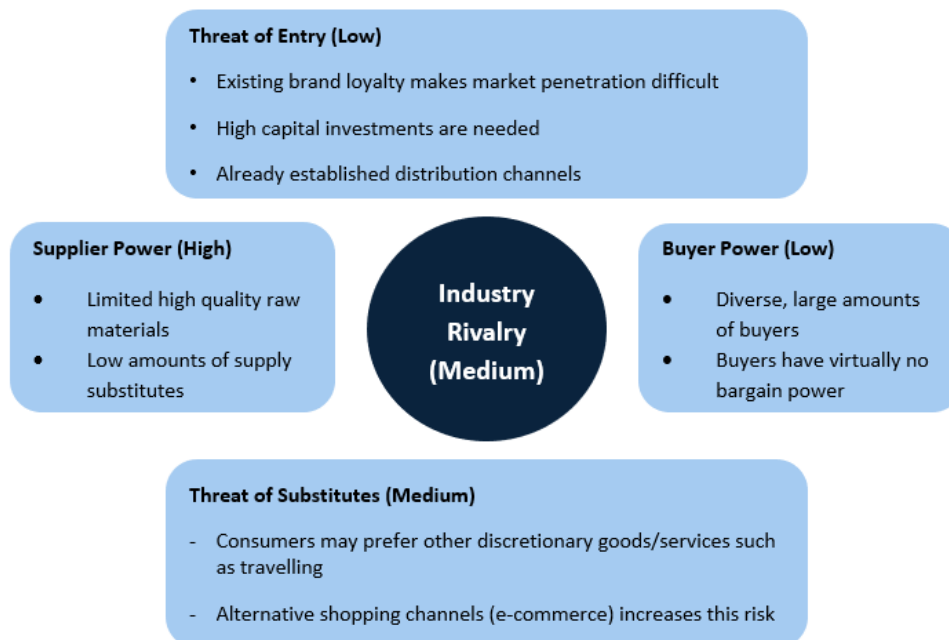 Threat of Entry (Low)
• Existing brand loyalty makes market penetration difficult
• High capital investments are needed
• Already established distribution channels
Supplier Power (High)
• Limited high quality raw
materials
• Low amounts of supply
substitutes
Industry
Rivalry
(Medium)
Buyer Power (Low)
• Diverse, large amounts
of buyers
• Buyers have virtually no
bargain power
Threat of Substitutes (Medium)
- Consumers may prefer other discretionary goods/services such
as travelling
- Alternative shopping channels (e-commerce) increases this risk